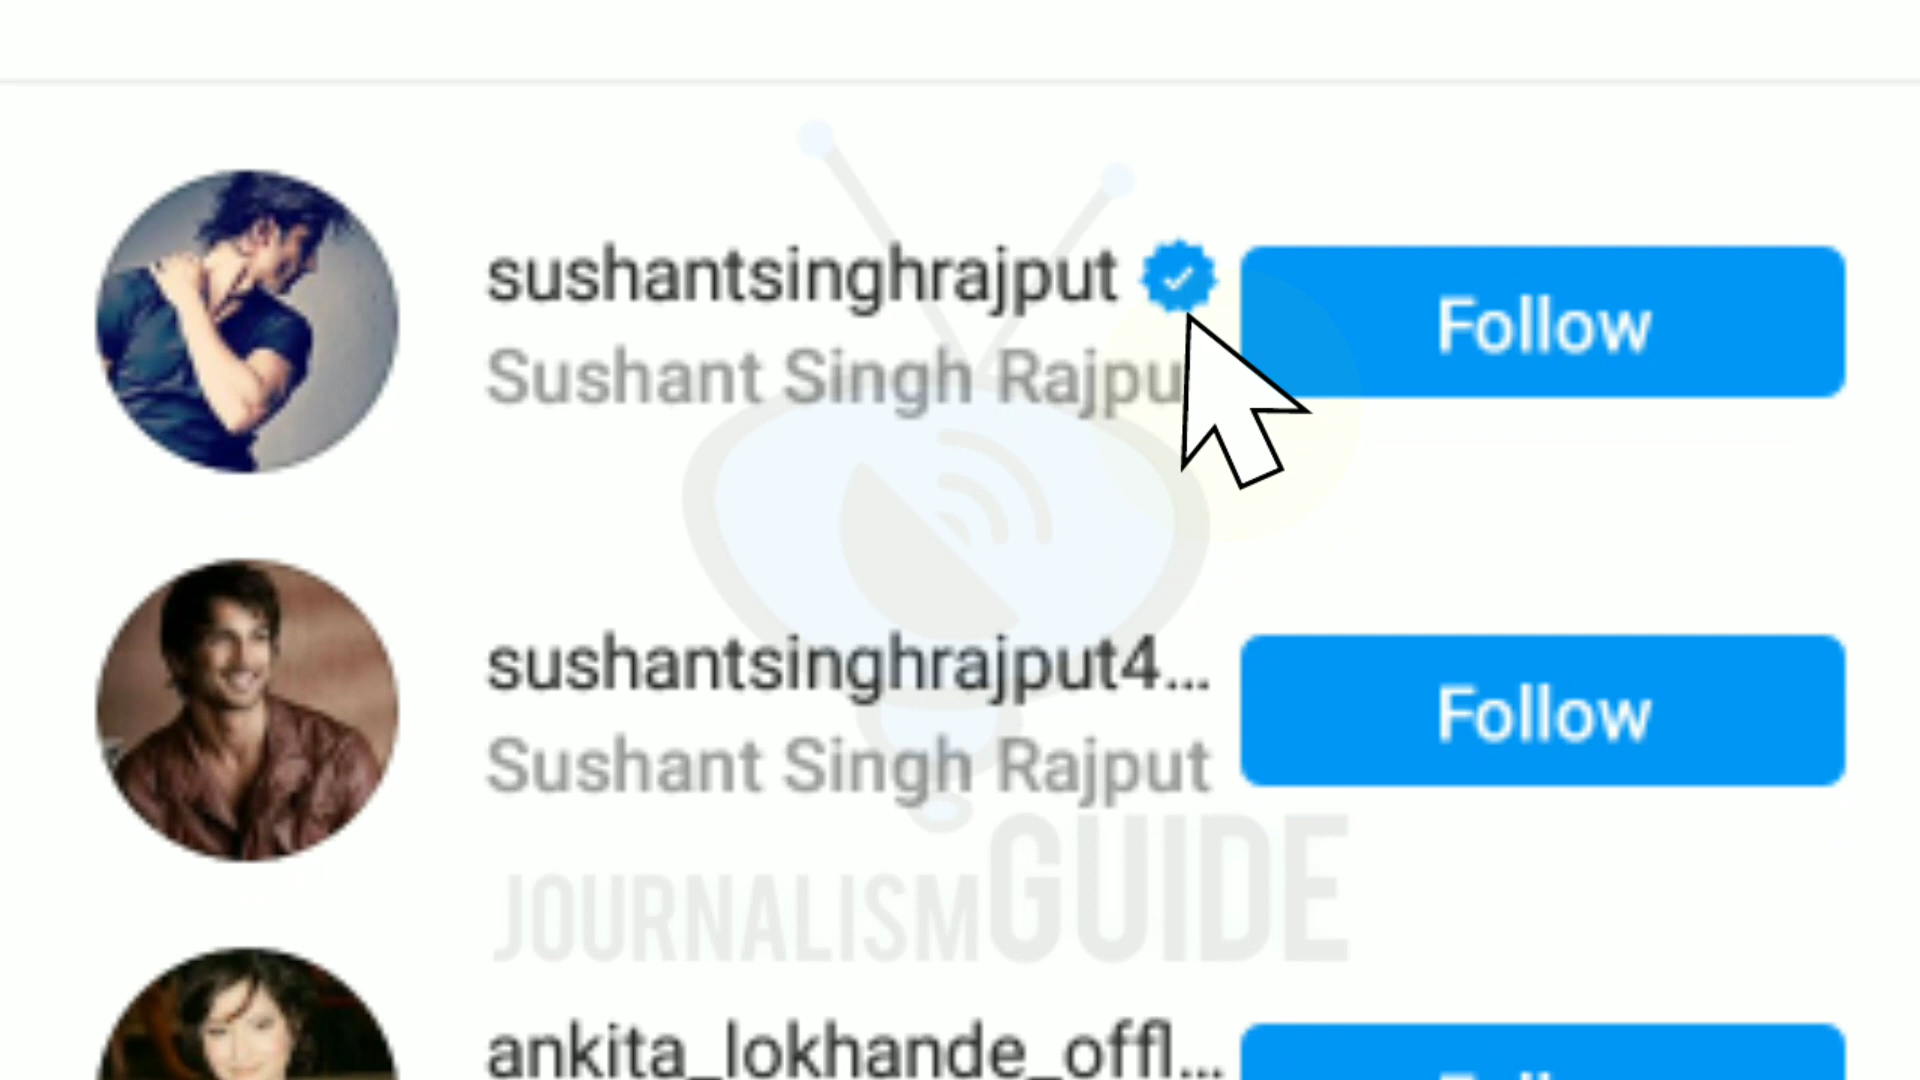 sushantsinghrajput
Sushant Singh Rajpu
Follow
sushantsinghrajput4...
Sushant Singh Rajput
Follow
JOURNALISMGUIDE
ankita_lokhande_offl...